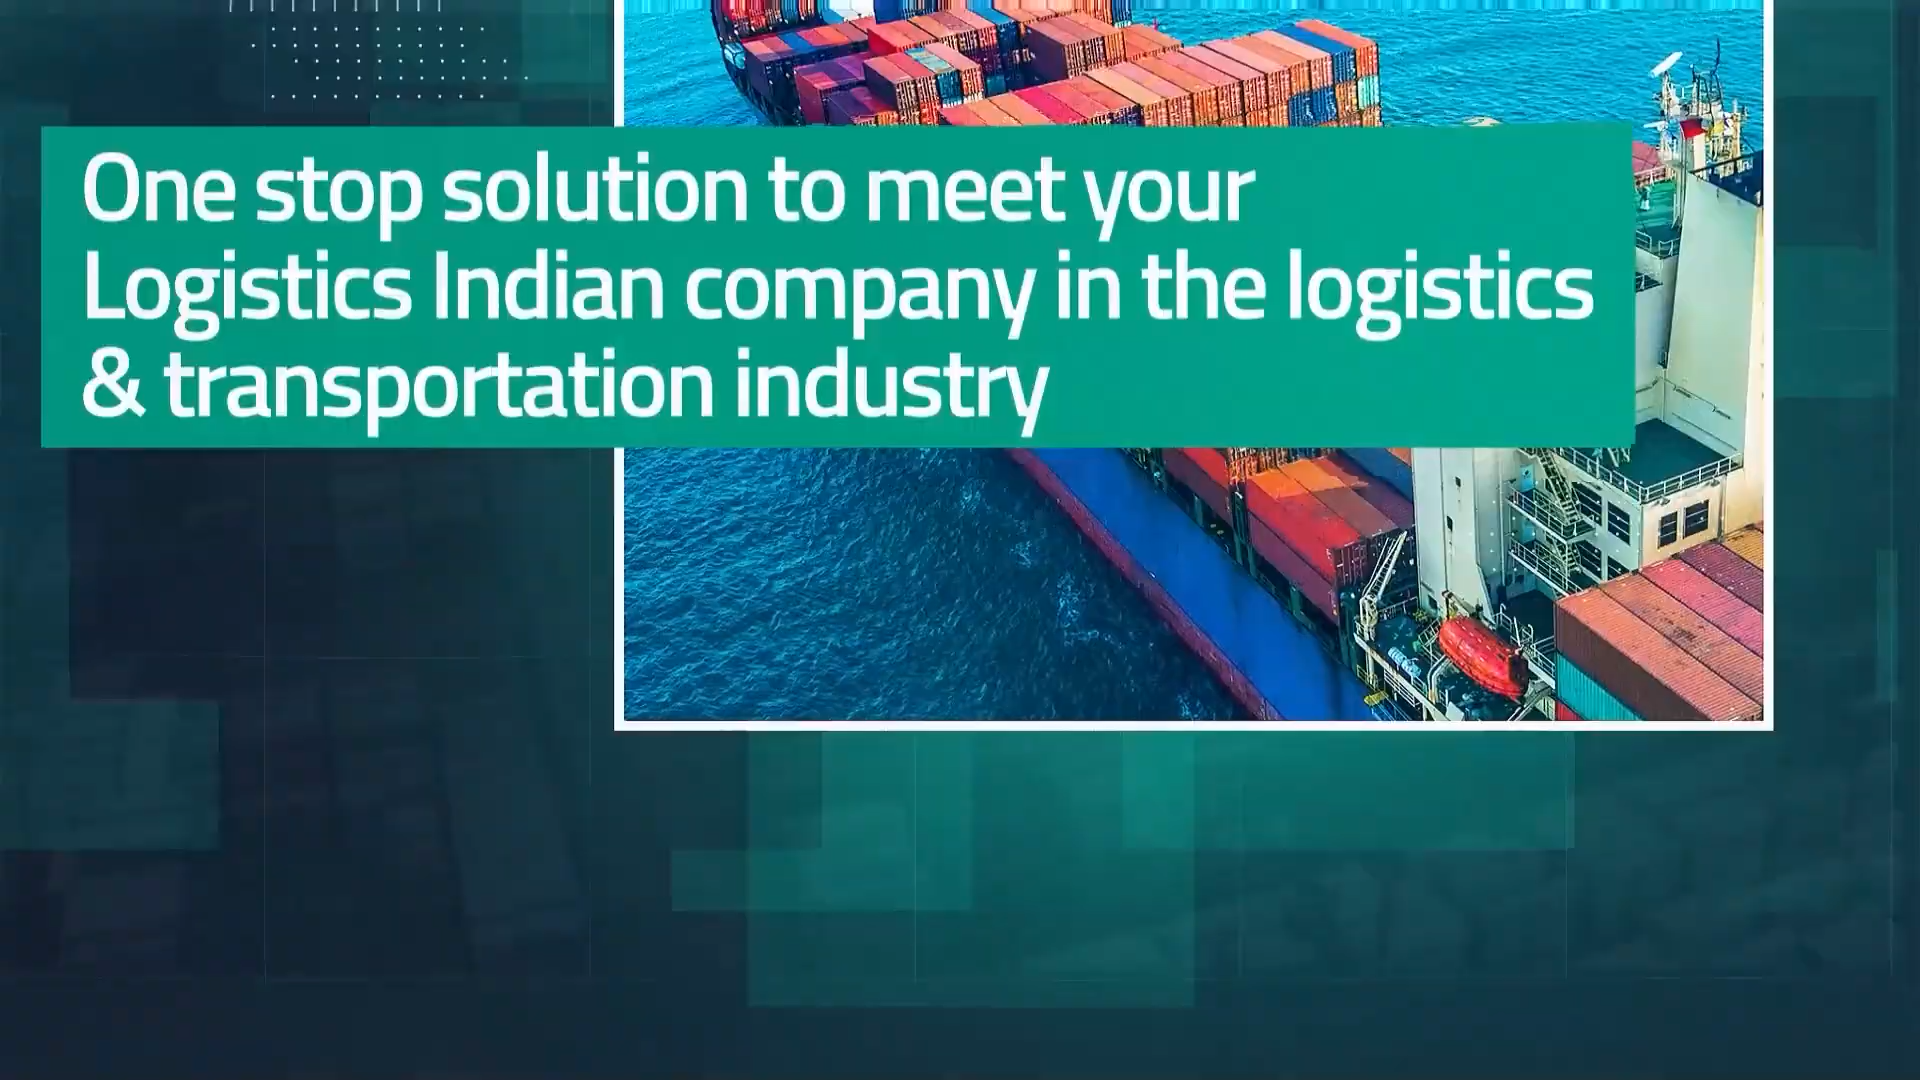 One stop solution to meet your
Logistics Indian company in the logistics
& transportation industry